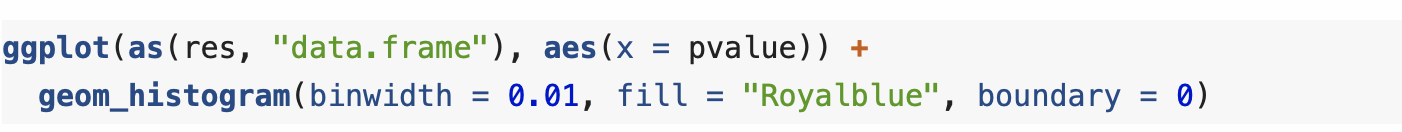 ggplot(as(res, "data.frame"), aes(x = pvalue)) +
  geom_histogram(binwidth = 0.01, fill = "Royalblue", boundary = 0)